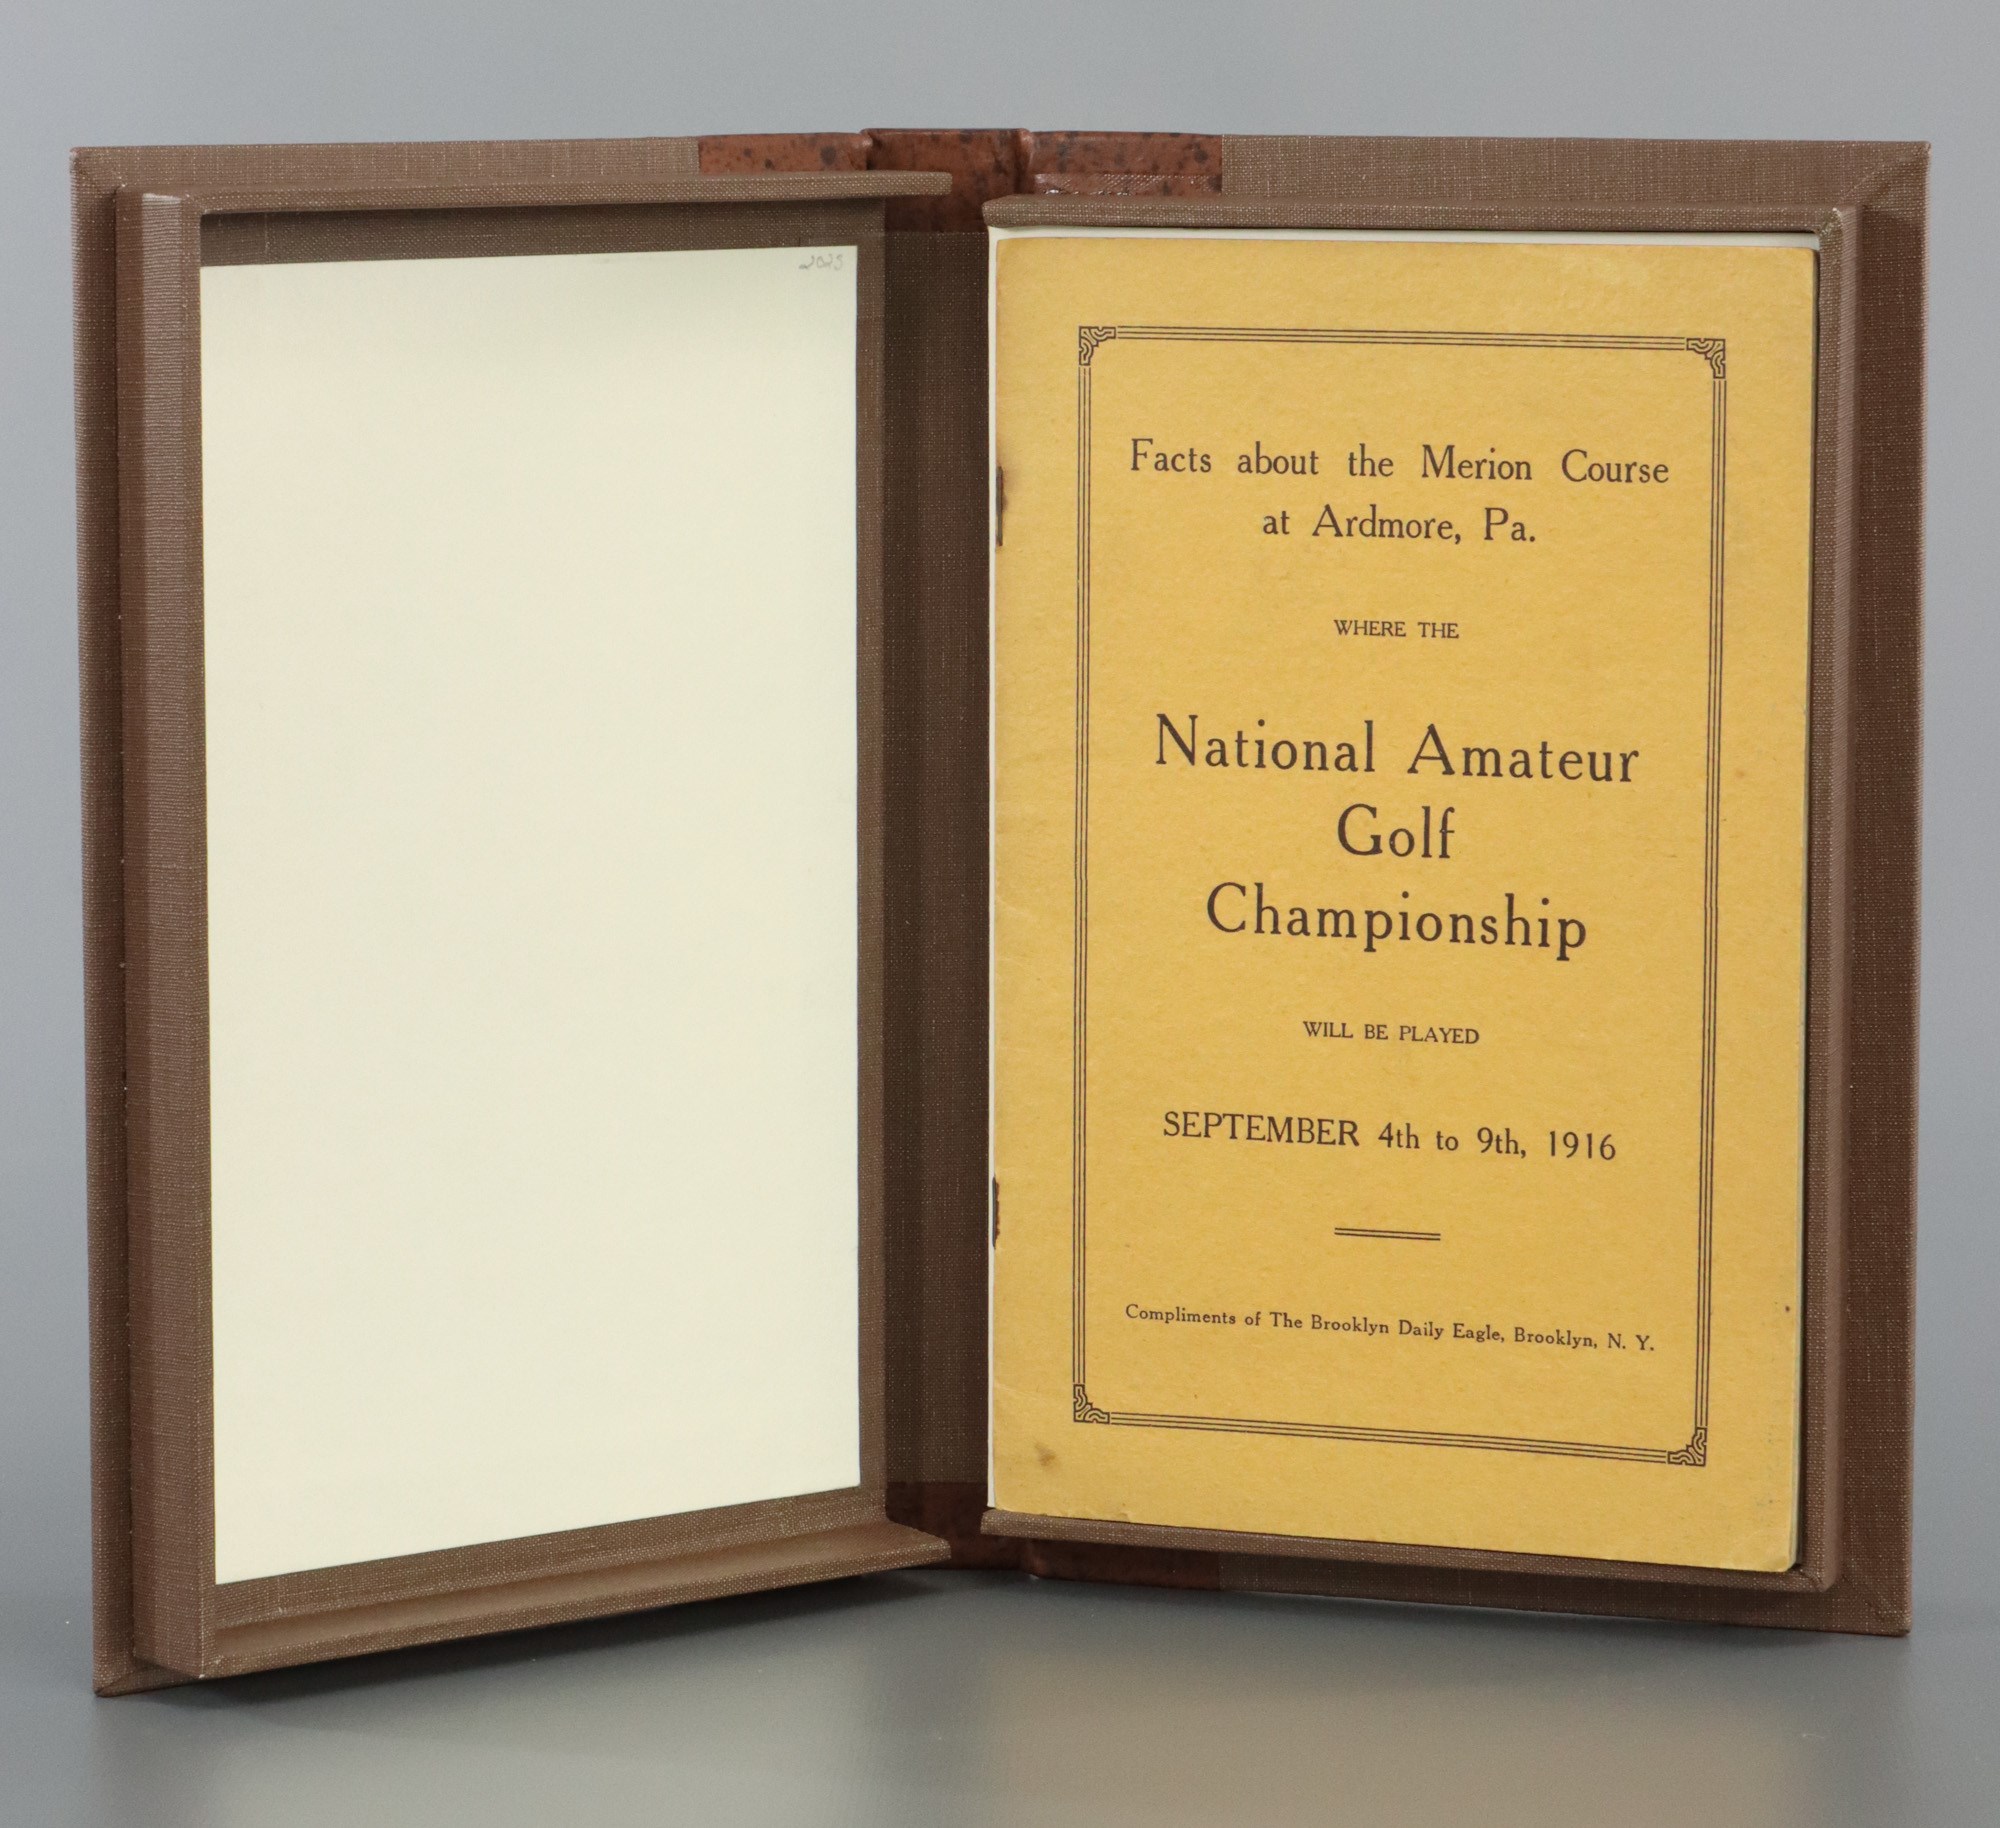 2023
Facts about the Merion Course
at Ardmore, Pa.
WHERE THE
National Amateur
Golf
Championship
WILL BE PLAYED
SEPTEMBER 4th to 9th, 1916
Compliments of The Brooklyn Daily Eagle, Brooklyn, N. Y.